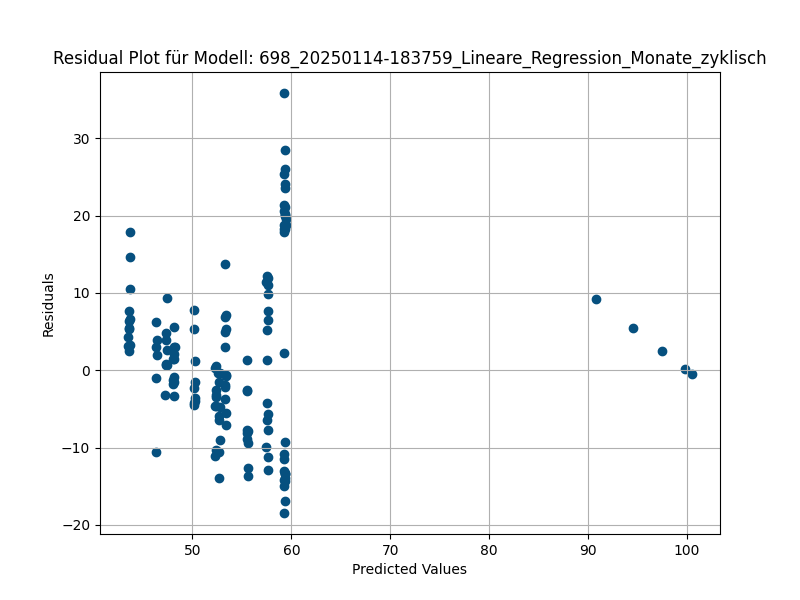 Residual Plot für Modell: 698_20250114-183759_Lineare_Regression_Monate_zyklisch
30
20
10
0
−10
−20
Residuals
50 60 70 80 90 100
Predicted Values